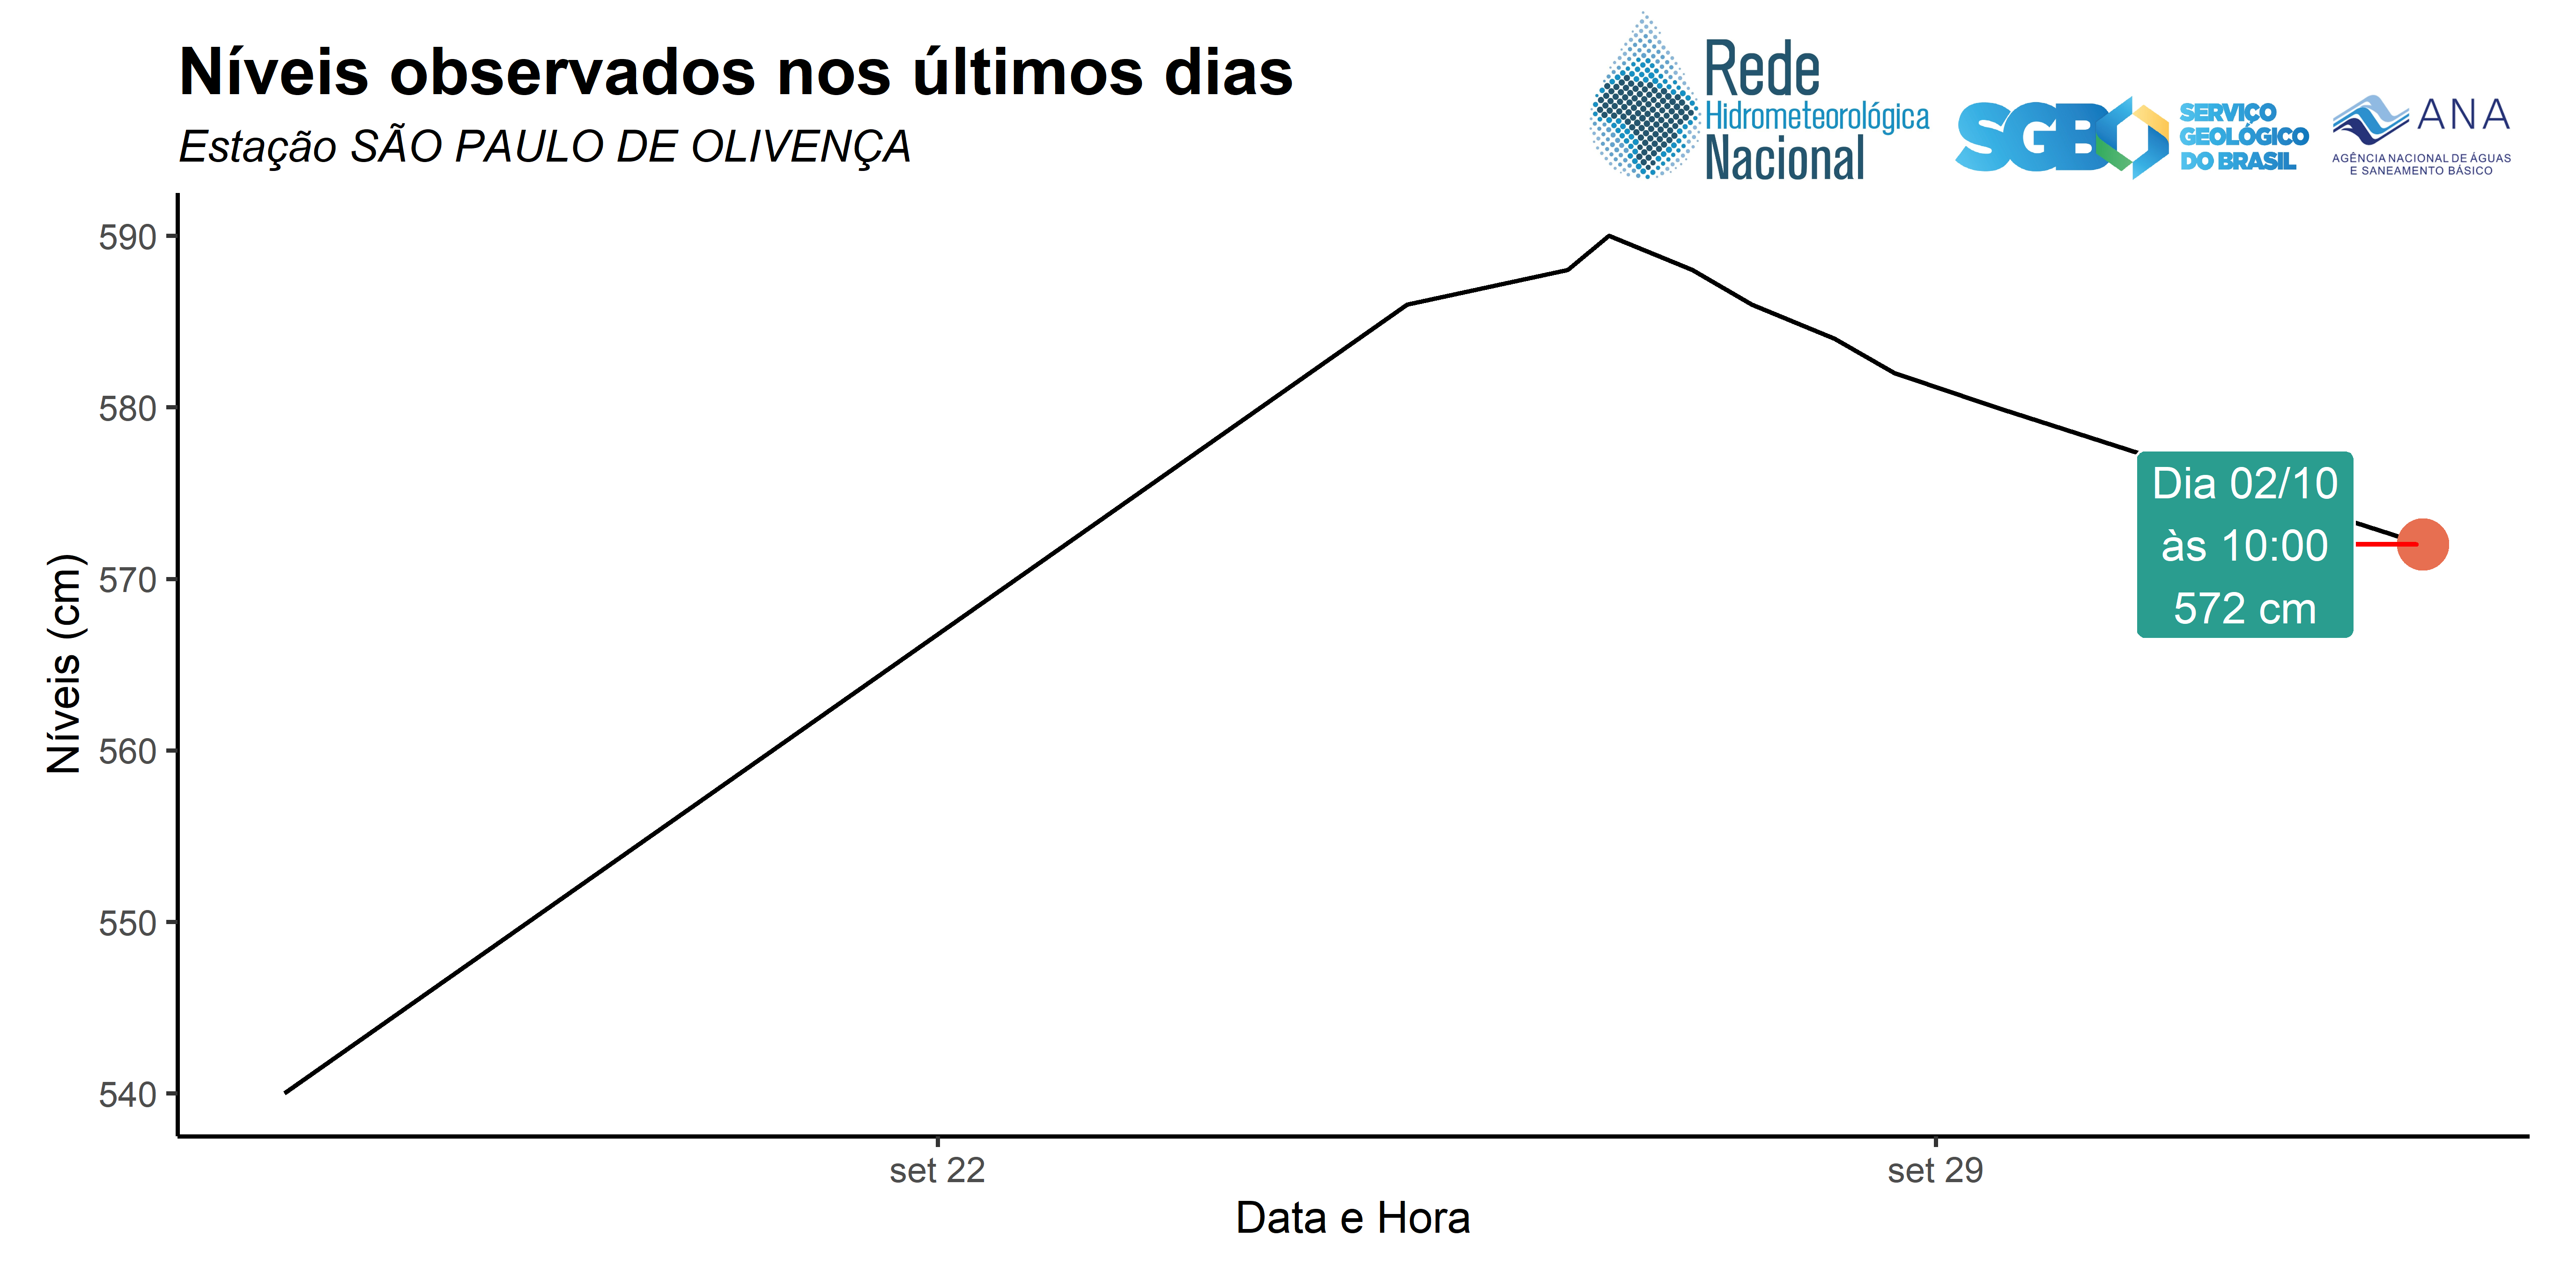 Níveis observados nos últimos dias
Estação SÃO PAULO DE OLIVENÇA
Rede
Hidrometeorológica
Nacional
SGB
SERVIÇO
GEOLÓGICO
DO BRASIL
ANA
AGÊNCIA NACIONAL DE ÁGUAS
E SANEAMENTO BÁSICO
Níveis (cm)
590
580
570
560
550
540
Dia 02/10
às 10:00
572 cm
set 22
set 29
Data e Hora